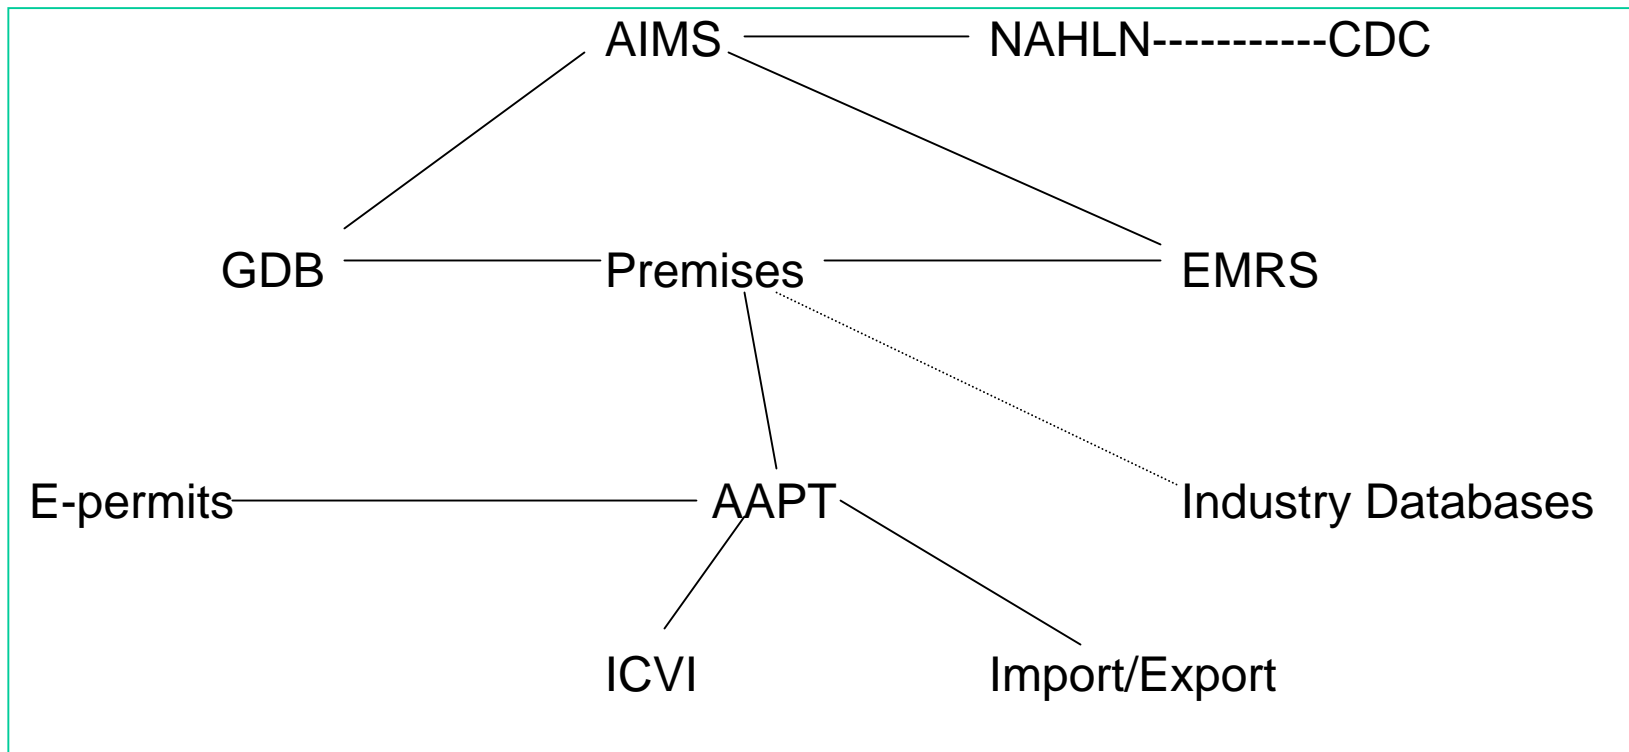 AIMS NAHLN-----------CDC
GDB Premises EMRS
E-permits AAPT Industry Databases
ICVI Import/Export